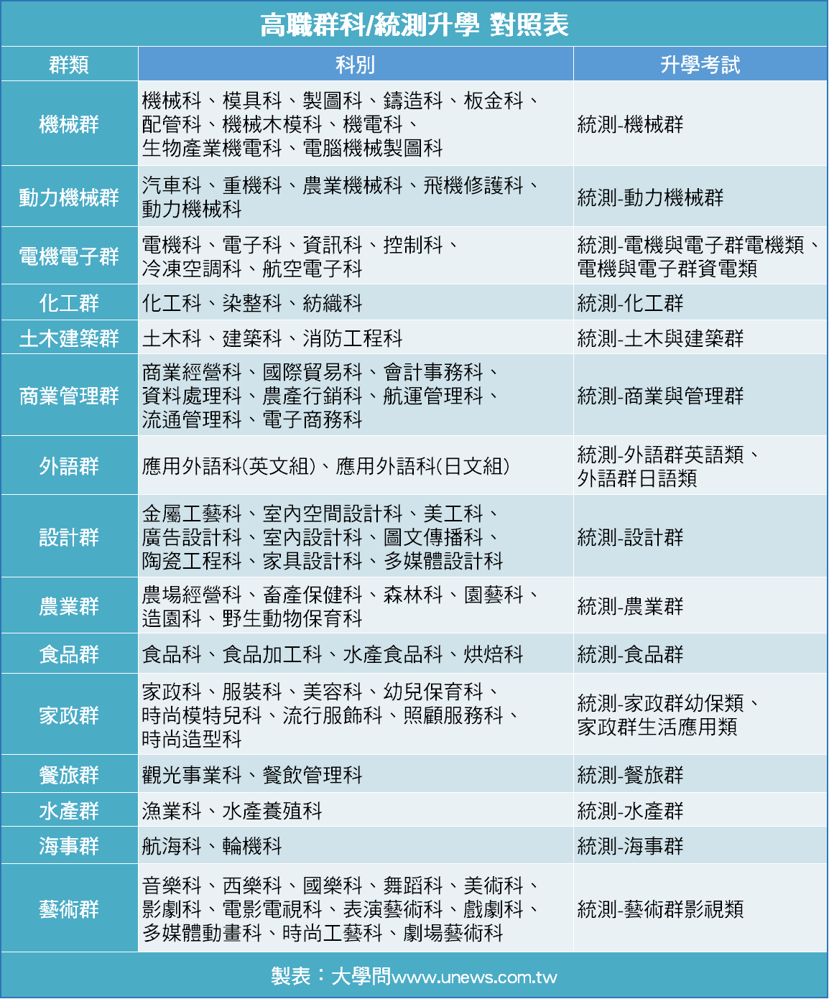 高職群科/統測升學 對照表
群類
科別
升學考試
機械群
機械科、模具科、製圖科、鑄造科、板金科、
配管科、機械木模科、機電科、
生物產業機電科、電腦機械製圖科
統測-機械群
動力機械群
汽車科、重機科、農業機械科、飛機修護科、
動力機械科
統測-動力機械群
電機電子群
電機科、電子科、資訊科、控制科、
冷凍空調科、航空電子科
統測-電機與電子群電機類、
電機與電子群資電類
化工群
化工科、染整科、紡織科
統測-化工群
土木建築群
土木科、建築科、消防工程科
統測-土木與建築群
商業管理群
商業經營科、國際貿易科、會計事務科、
資料處理科、農產行銷科、航運管理科、
流通管理科、電子商務科
統測-商業與管理群
外語群
應用外語科(英文組)、應用外語科(日文組)
統測-外語群英語類、
外語群日語類
設計群
金屬工藝科、室內空間設計科、美工科、
廣告設計科、室內設計科、圖文傳播科、
陶瓷工程科、家具設計科、多媒體設計科
統測-設計群
農業群
農場經營科、畜產保健科、森林科、園藝科、
造園科、野生動物保育科
統測-農業群
食品群
食品科、食品加工科、水產食品科、烘焙科
統測-食品群
家政群
家政科、服裝科、美容科、幼兒保育科、
時尚模特兒科、流行服飾科、照顧服務科、
時尚造型科
統測-家政群幼保類、
家政群生活應用類
餐旅群
觀光事業科、餐飲管理科
統測-餐旅群
水產群
漁業科、水產養殖科
統測-水產群
海事群
航海科、輪機科
統測-海事群
藝術群
音樂科、西樂科、國樂科、舞蹈科、美術科、
影劇科、電影電視科、表演藝術科、戲劇科、
多媒體動畫科、時尚工藝科、劇場藝術科
統測-藝術群影視類
製表：大學問www.unews.com.tw